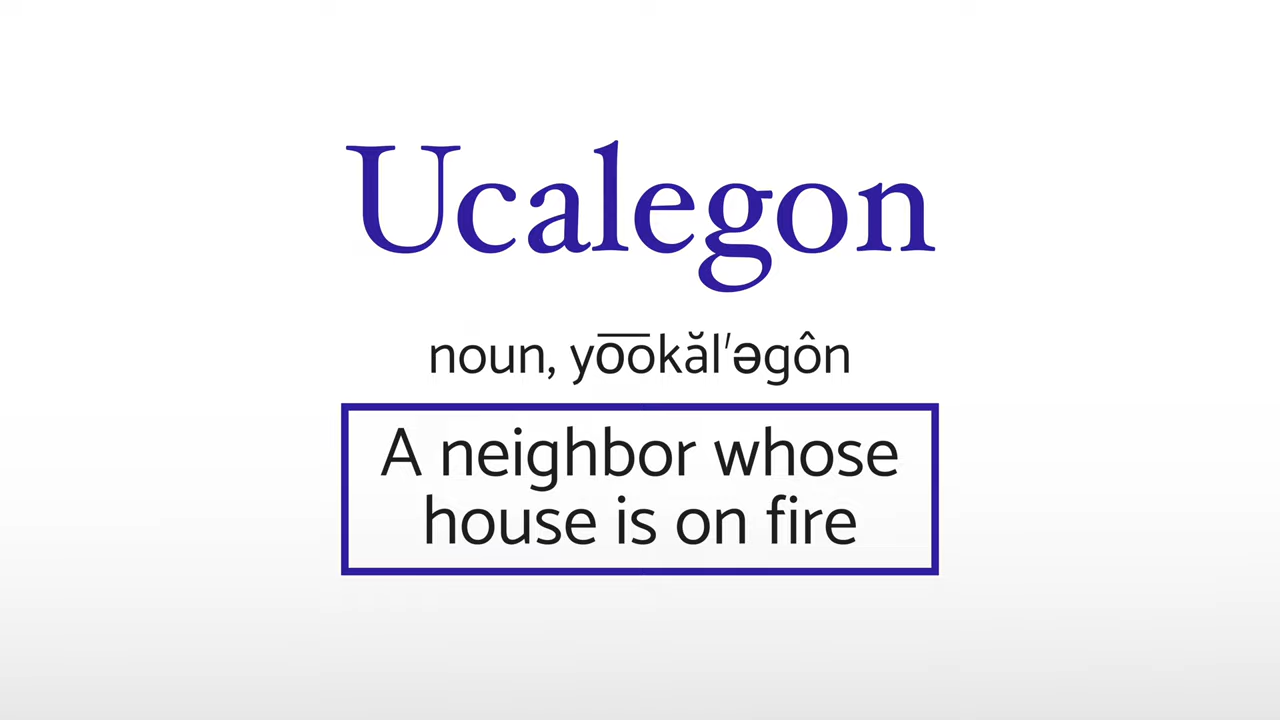 Ucalegon
noun, yo͞okăl′əgôn
A neighbor whose
house is on fire